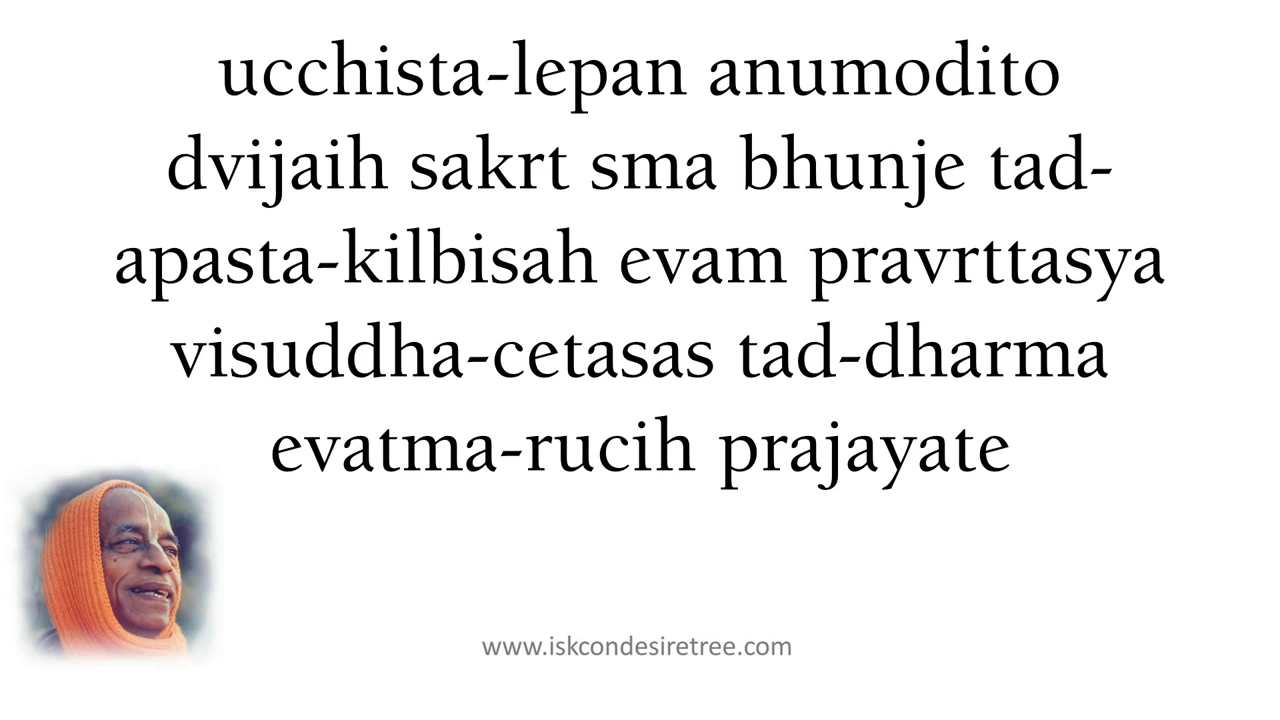 ucchista-lepan anumodito
dvijaih sakrt sma bhunje tad-
apasta-kilbisah evam pravrttasya
visuddha-cetasas tad-dharma
evatma-rucih prajayate
www.iskcondesiretree.com